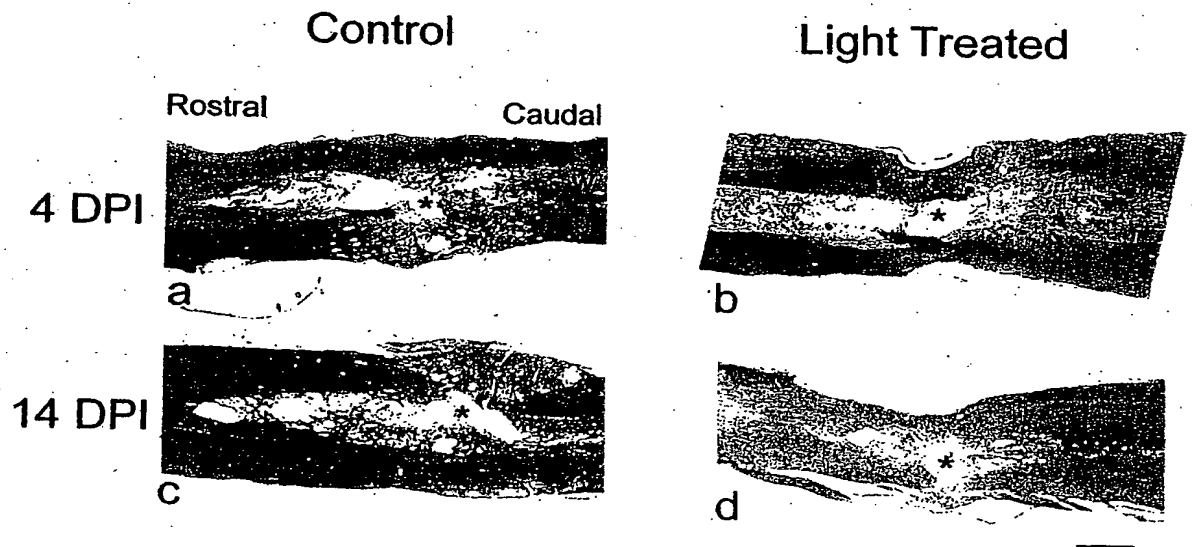 Control
Light Treated
Rostral
Caudal
4 DPI
*
*
a
b
14 DPI
*
*
c
d